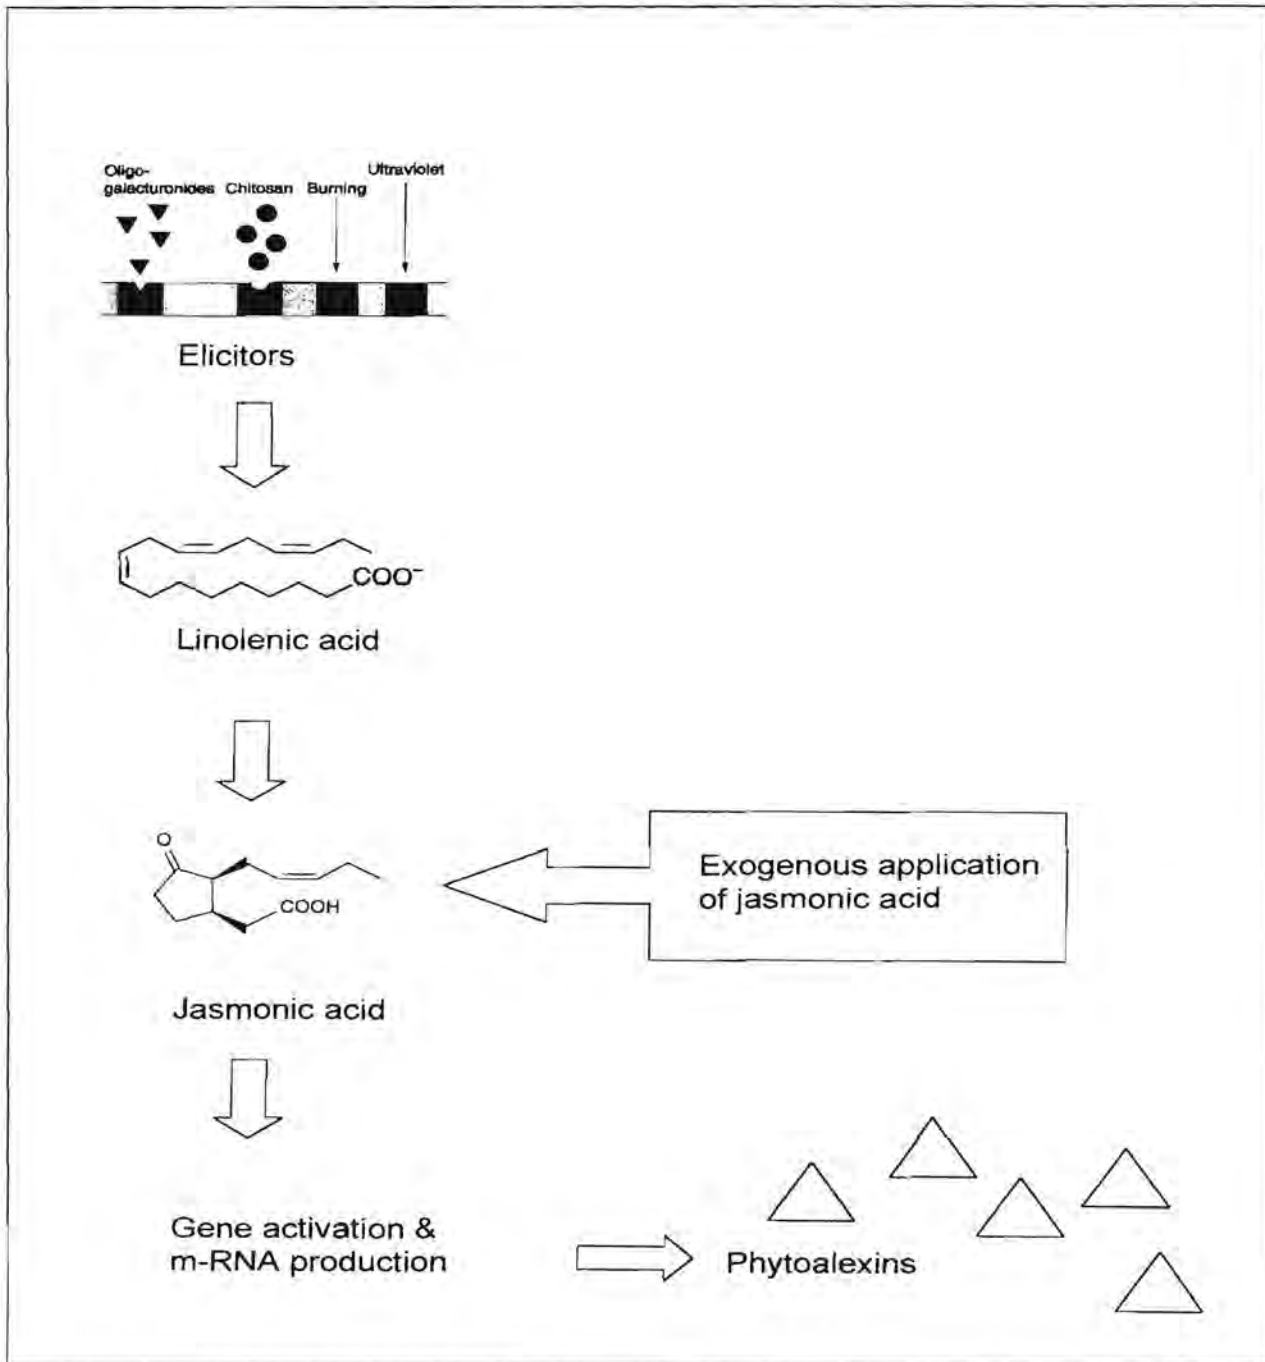 Oligo-
galacturonides Chitosan Burning Ultraviolet
Elicitors
COO⁻
Linolenic acid
O
COOH
Jasmonic acid
Exogenous application
of jasmonic acid
Gene activation &
m-RNA production
Phytoalexins